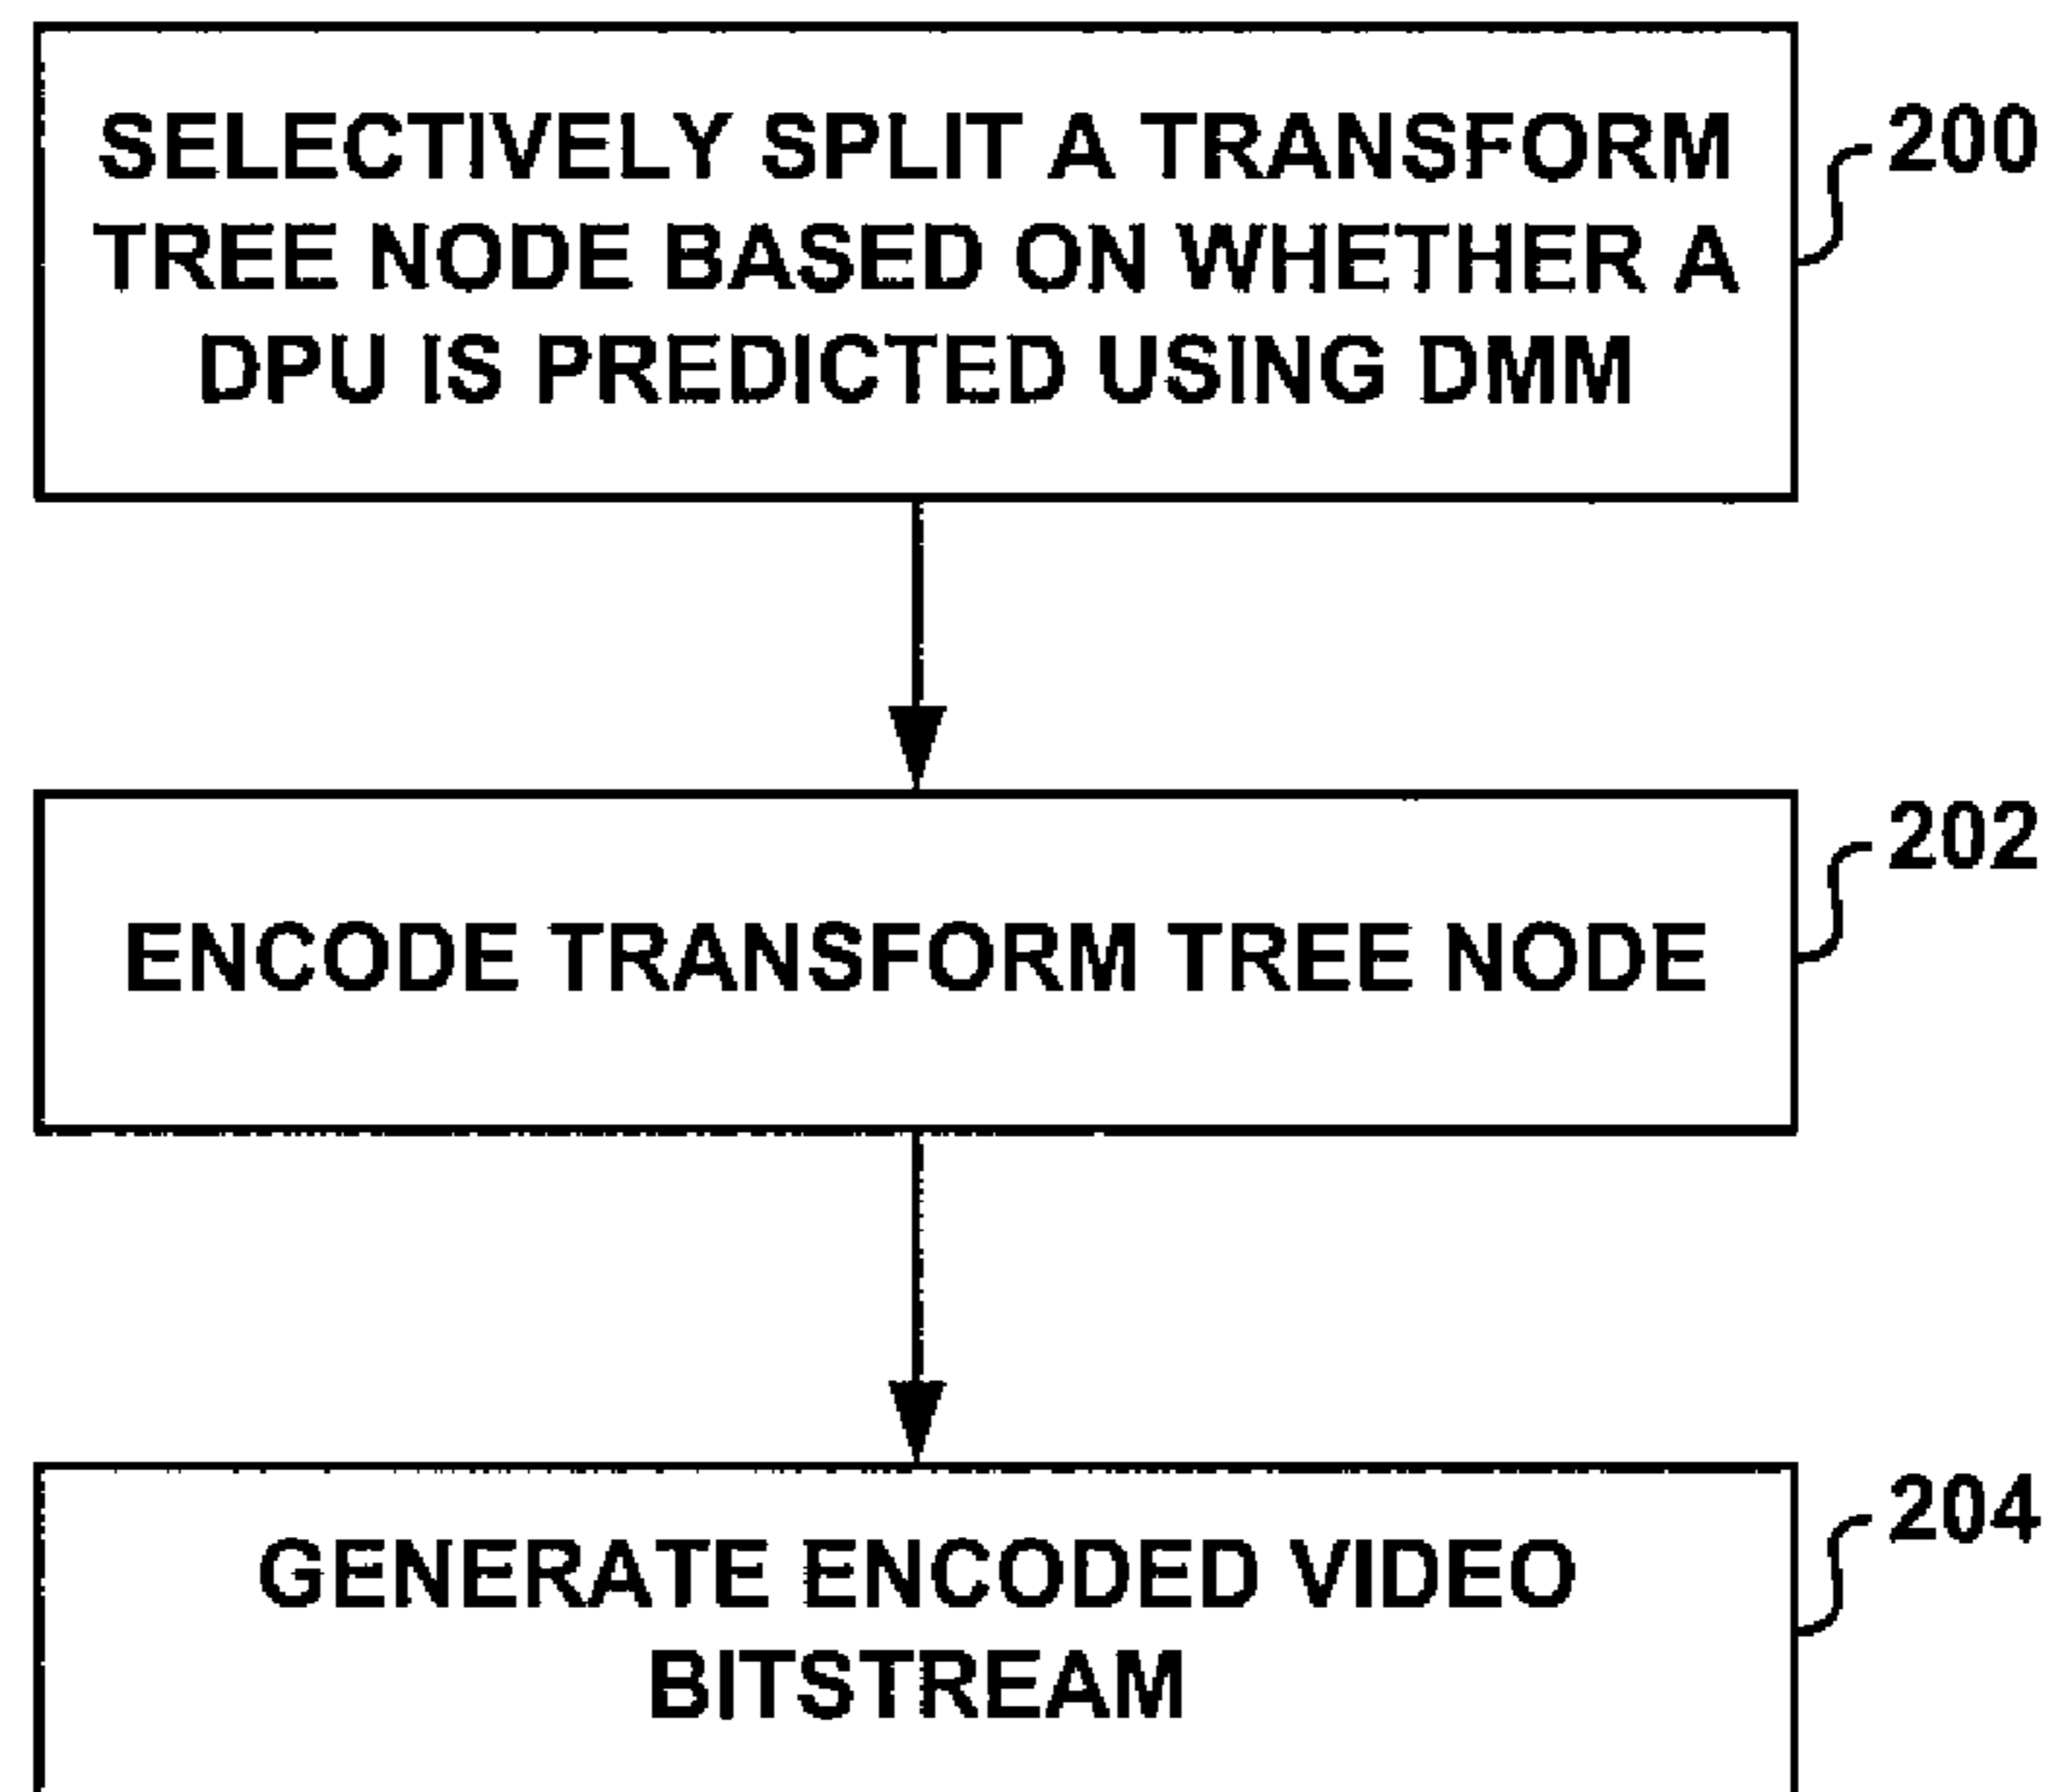 SELECTIVELY SPLIT A TRANSFORM
TREE NODE BASED ON WHETHER A
DPU IS PREDICTED USING DMM
200
ENCODE TRANSFORM TREE NODE
202
GENERATE ENCODED VIDEO
BITSTREAM
204